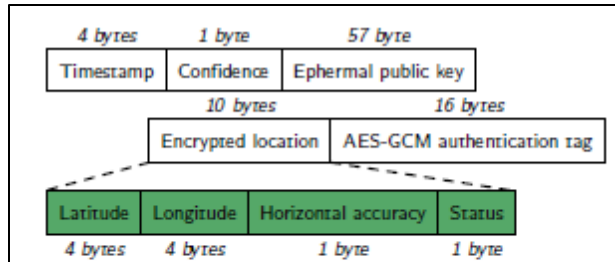 4 bytes 1 byte 57 byte
Timestamp Confidence Ephermal public key
10 bytes 16 bytes
Encrypted location AES-GCM authentication tag
Latitude Longitude Horizontal accuracy Status
4 bytes 4 bytes 1 byte 1 byte